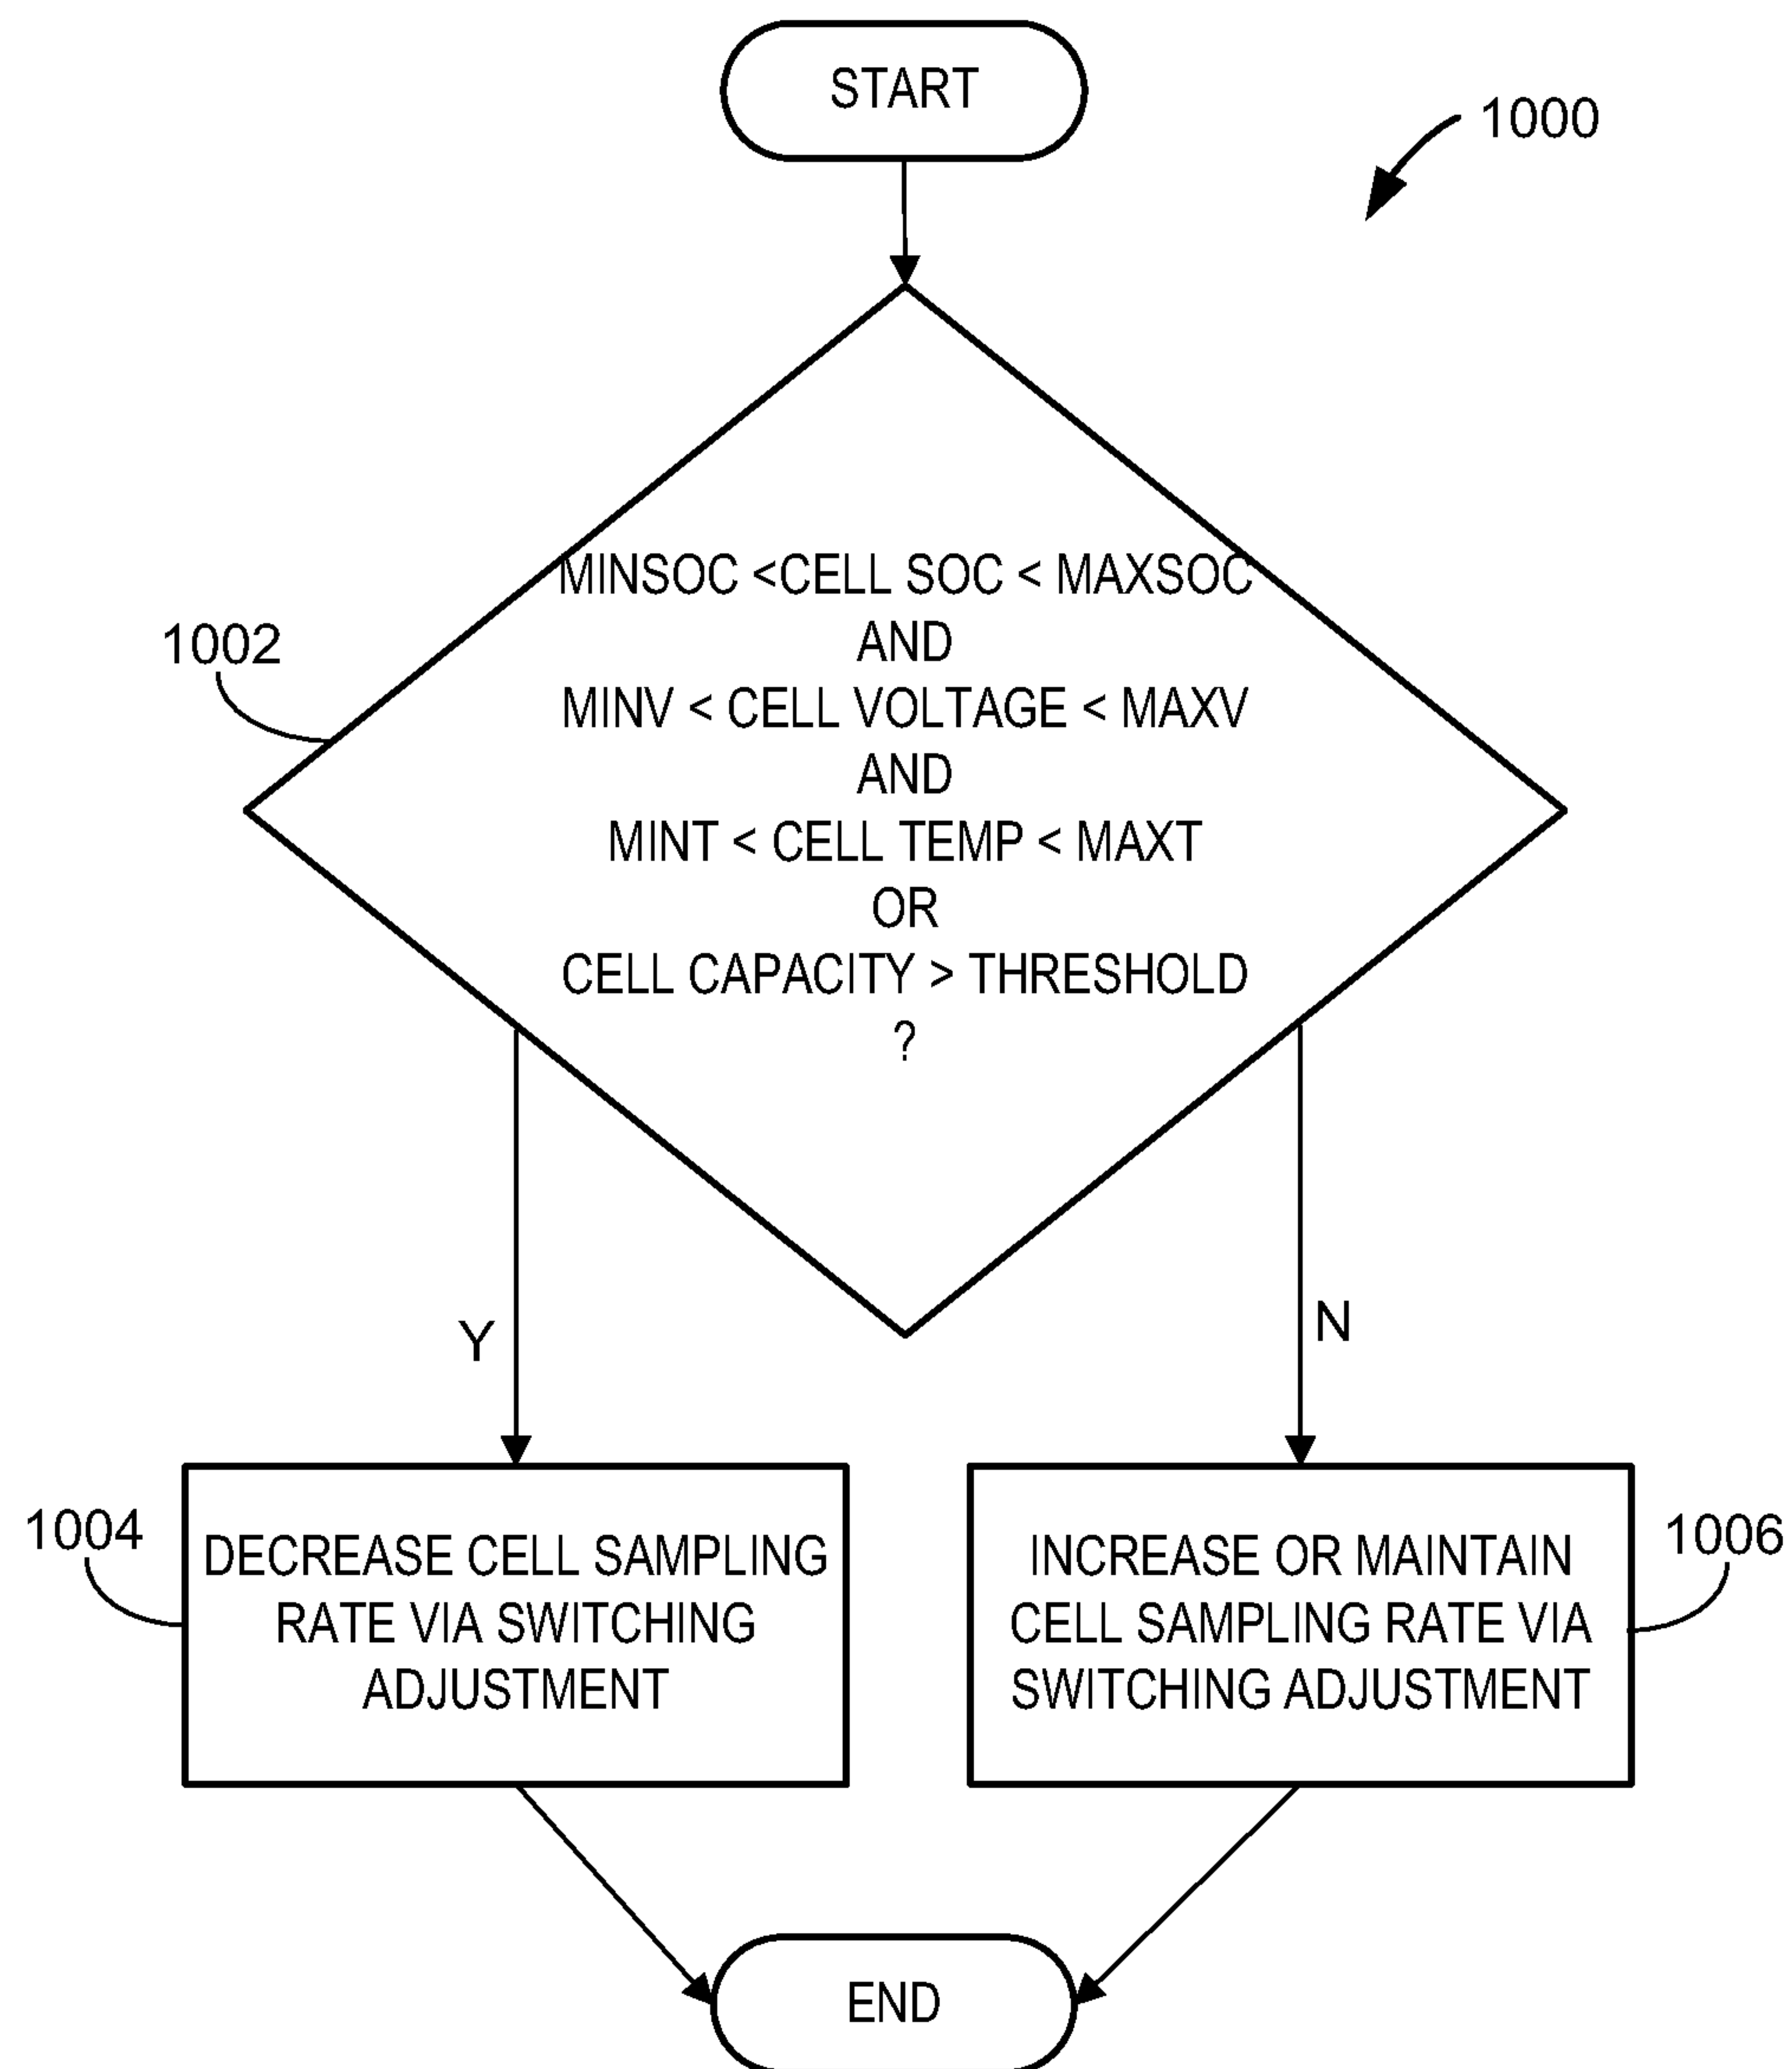 START
1000
MINSOC <CELL SOC < MAXSOC
AND
1002
MINV < CELL VOLTAGE < MAXV
AND
MINT < CELL TEMP < MAXT
OR
CELL CAPACITY > THRESHOLD
?
Y
N
1004
DECREASE CELL SAMPLING
RATE VIA SWITCHING
ADJUSTMENT
INCREASE OR MAINTAIN
CELL SAMPLING RATE VIA
SWITCHING ADJUSTMENT
1006
END